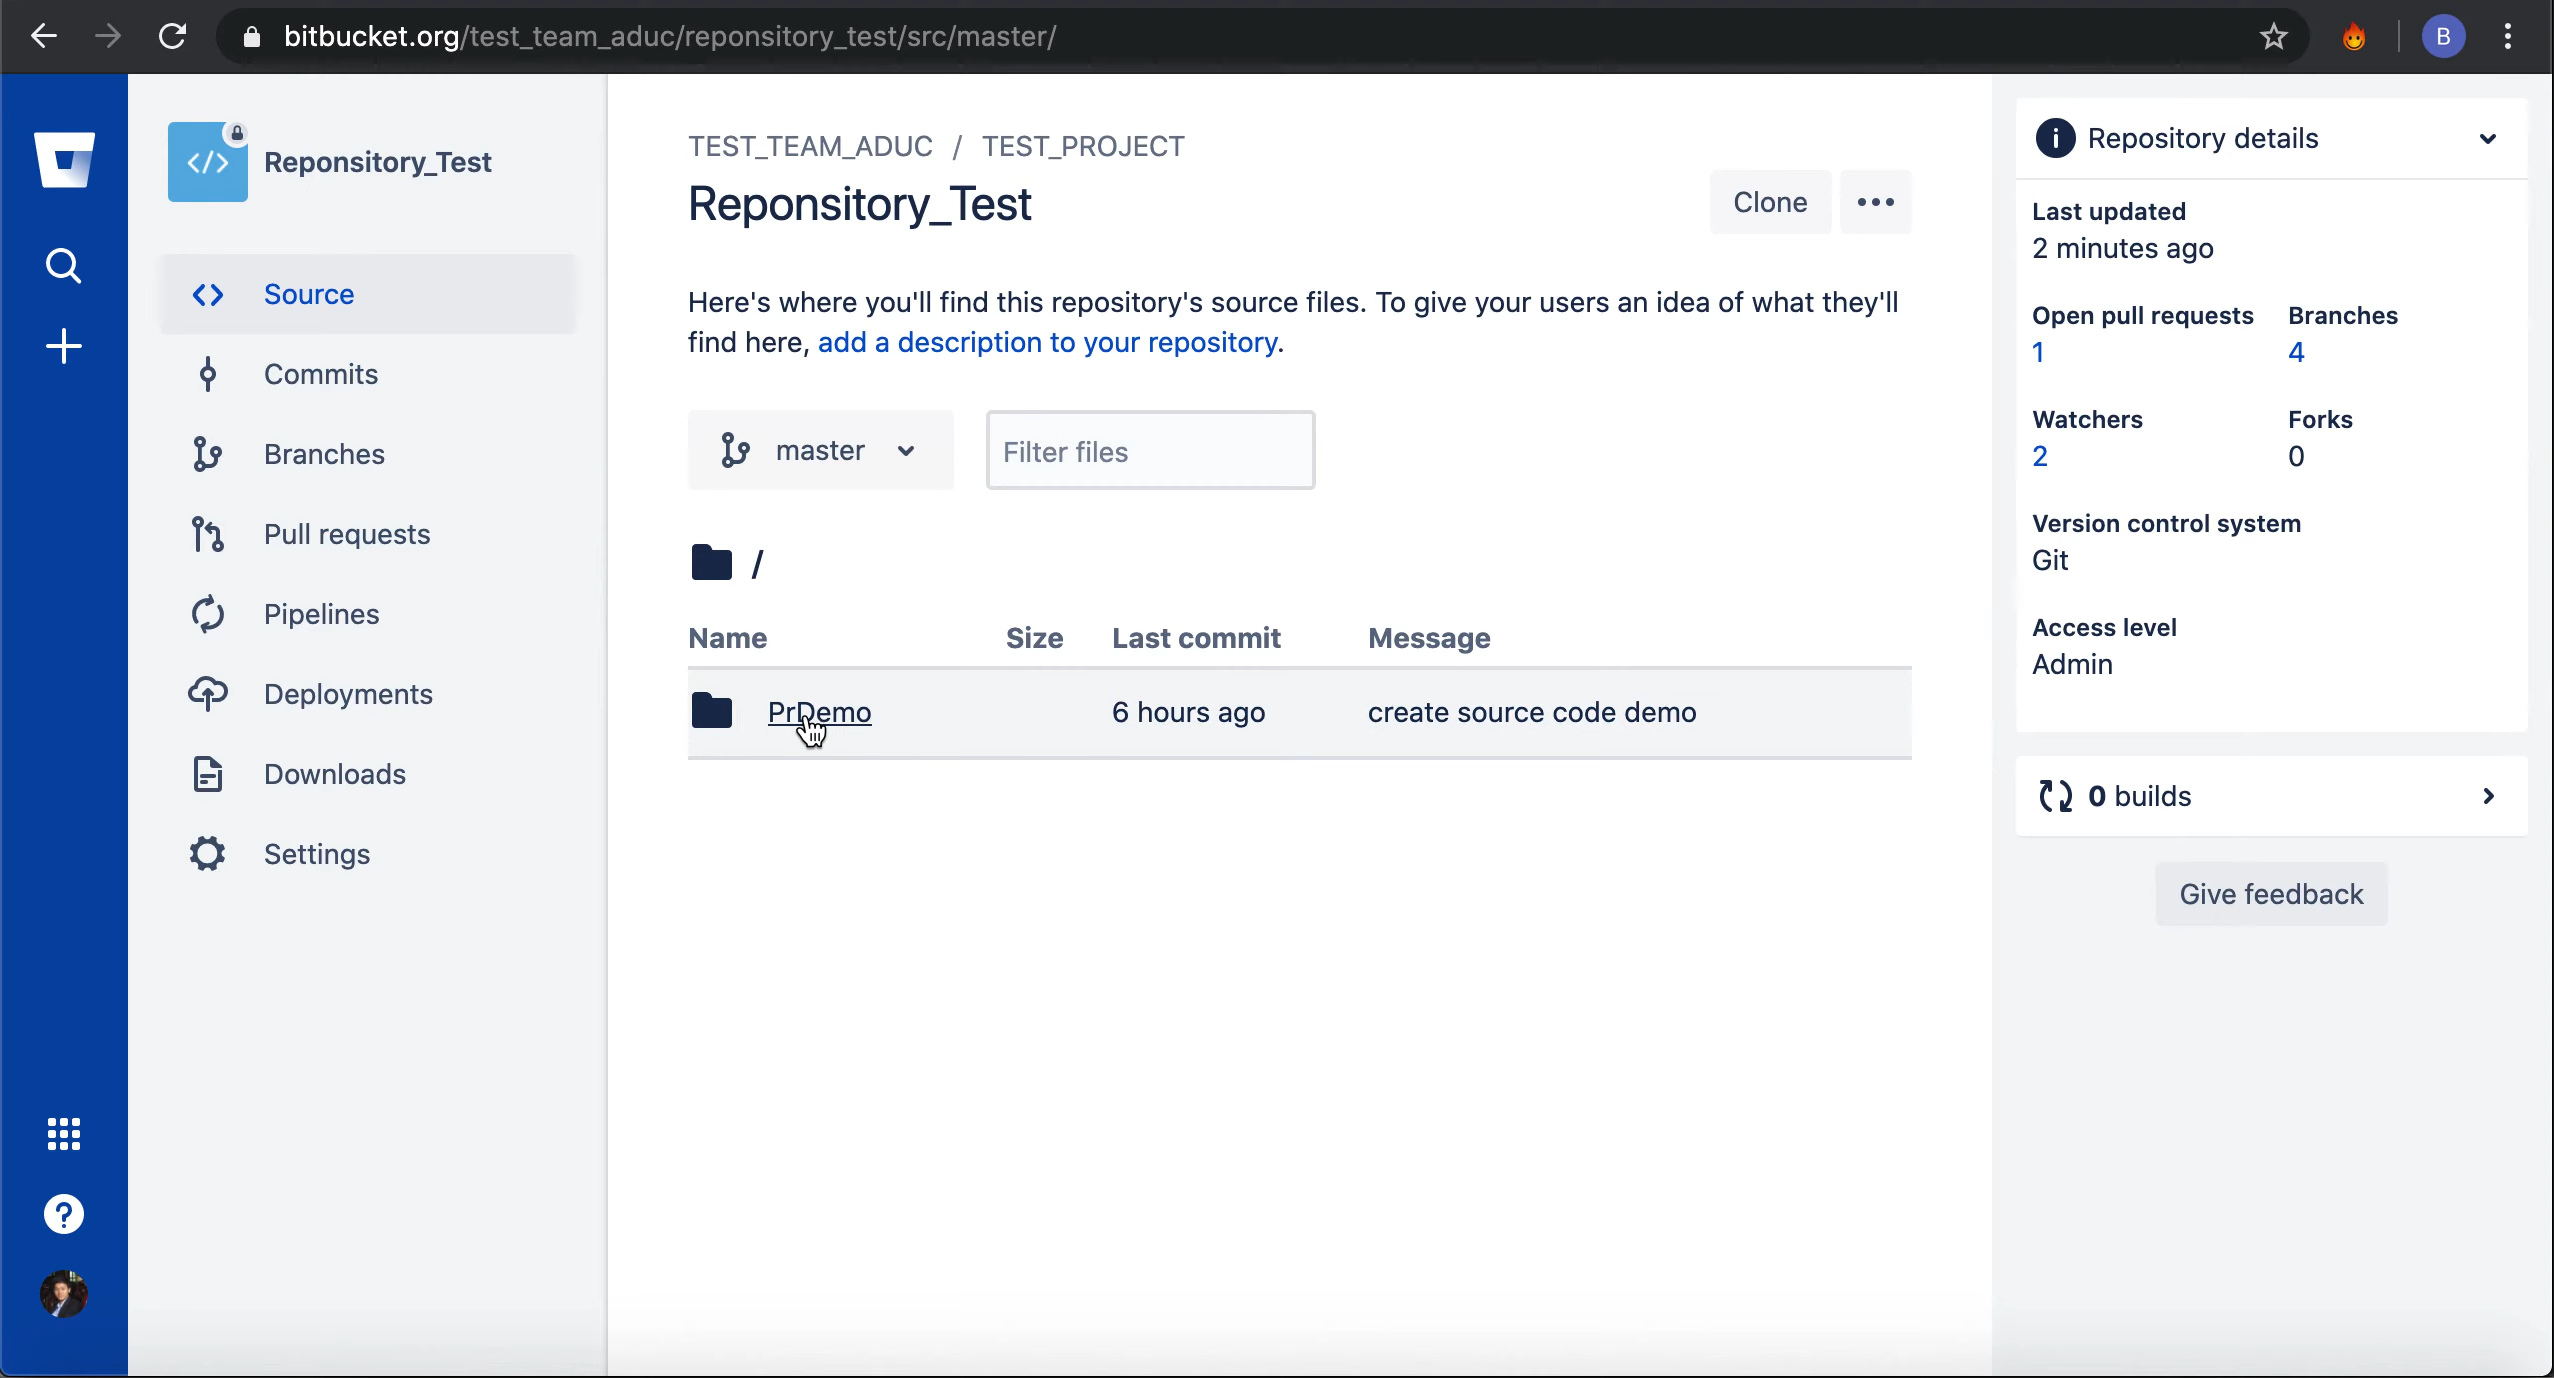 bitbucket.org/test_team_aduc/reponsitory_test/src/master/
B
Reponsitory_Test
Source
Commits
Branches
Pull requests
Pipelines
Deployments
Downloads
Settings
TEST_TEAM_ADUC / TEST_PROJECT
Reponsitory_Test
Clone
Here's where you'll find this repository's source files. To give your users an idea of what they'll
find here, add a description to your repository.
master
Filter files
/
Name Size Last commit Message
PrDemo 6 hours ago create source code demo
Repository details
Last updated
2 minutes ago
Open pull requests Branches
1 4
Watchers Forks
2 0
Version control system
Git
Access level
Admin
0 builds
Give feedback